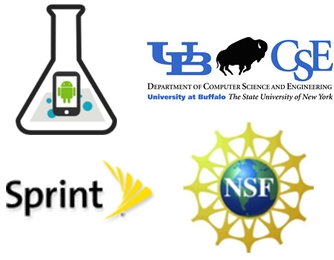 UB CSE
DEPARTMENT OF COMPUTER SCIENCE AND ENGINEERING
University at Buffalo The State University of New York
Sprint
NSF